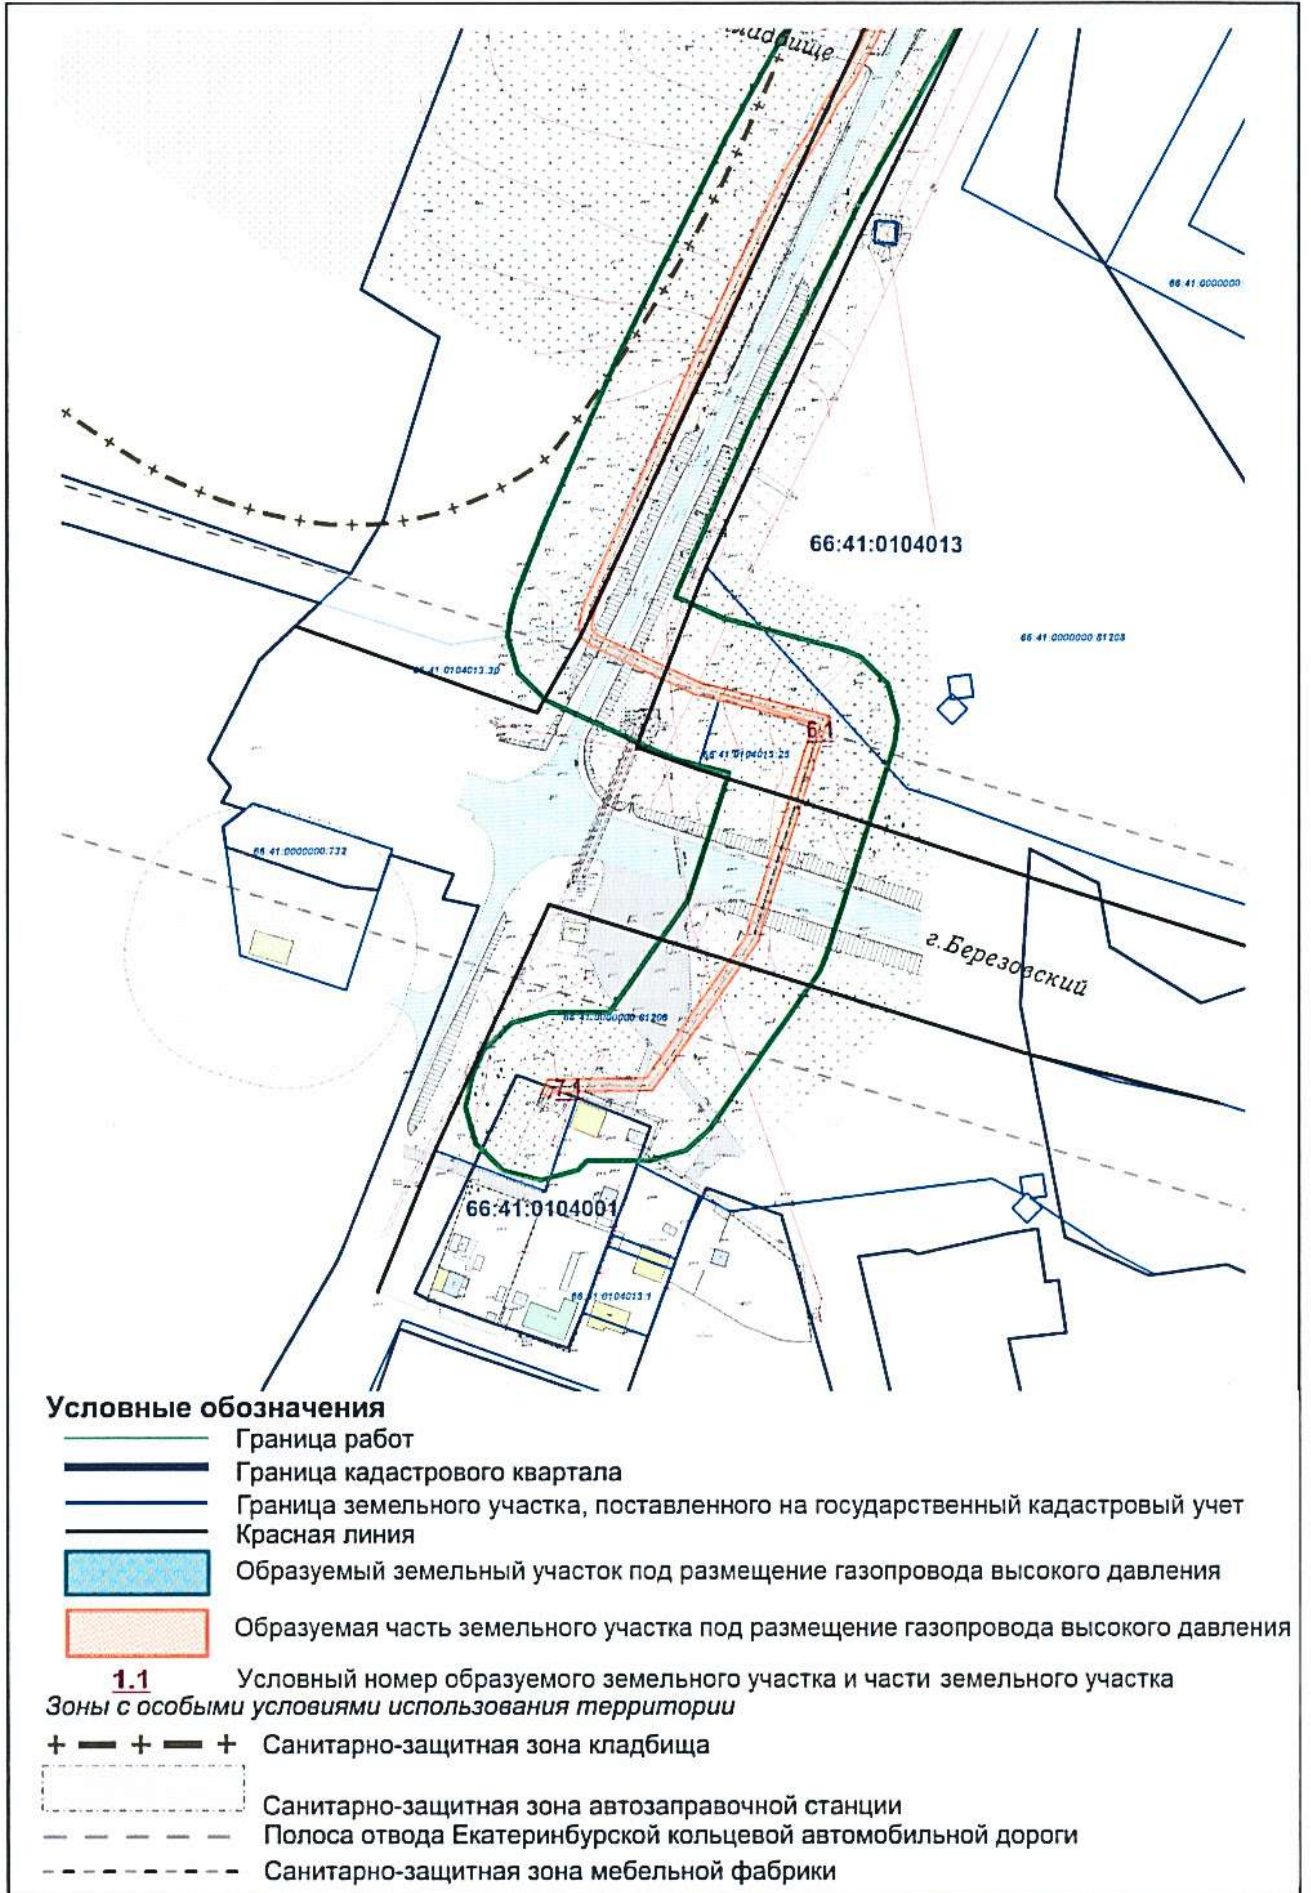 66:41:0000000
66:41:0104013
66:41:0000000:61208
66:41:0104013:30
6.1
66:41:0104013:25
66:41:0000000:732
г.Березовский
66:41:0000000:61208
7.1
66:41:0104001
66:41:0104013:1
Условные обозначения
Граница работ
Граница кадастрового квартала
Граница земельного участка, поставленного на государственный кадастровый учет
Красная линия
Образуемый земельный участок под размещение газопровода высокого давления
Образуемая часть земельного участка под размещение газопровода высокого давления
1.1 Условный номер образуемого земельного участка и части земельного участка
Зоны с особыми условиями использования территории
Санитарно-защитная зона кладбища
Санитарно-защитная зона автозаправочной станции
Полоса отвода Екатеринбурской кольцевой автомобильной дороги
Санитарно-защитная зона мебельной фабрики